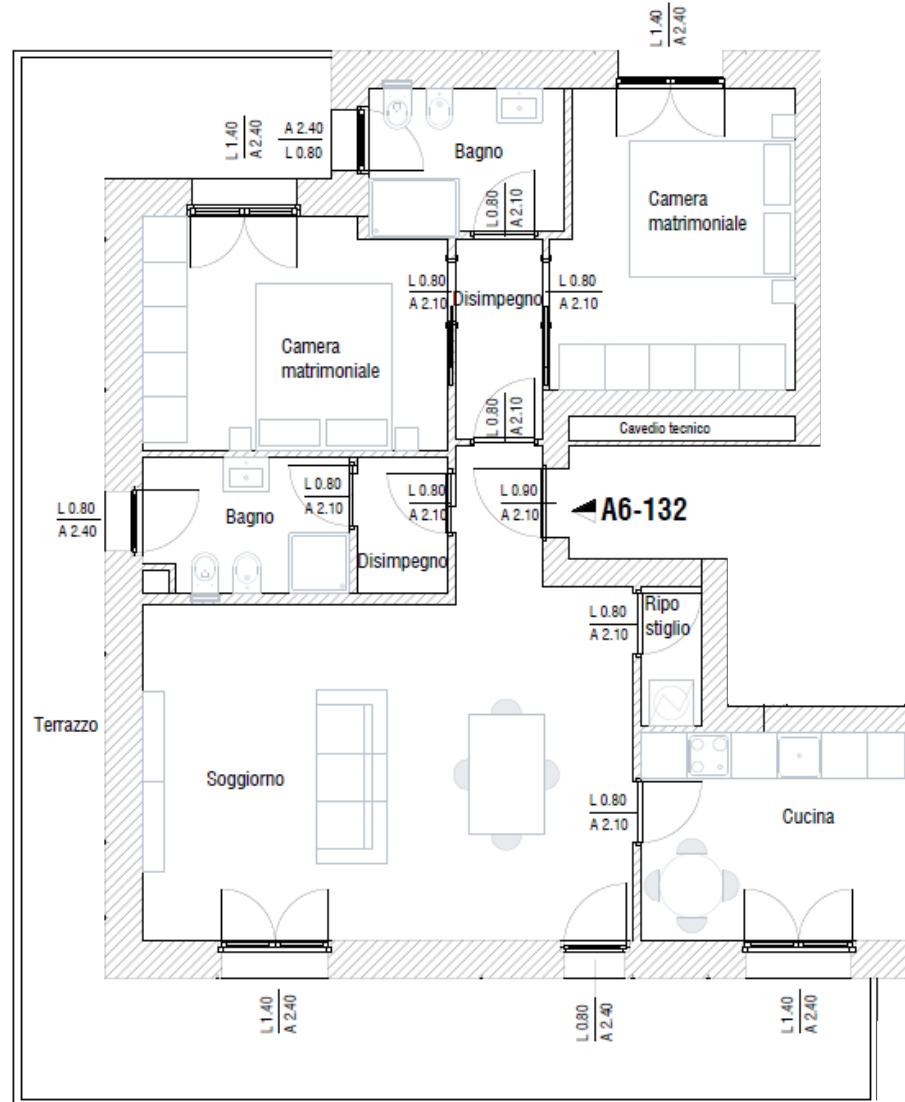 L 1.40
A 2.40
L 1.40
A 2.40
A 2.40
L 0.80
Bagno
L 0.80
A 2.10
Camera
matrimoniale
L 0.80
A 2.10
Disimpegno
L 0.80
A 2.10
Camera
matrimoniale
L 0.80
A 2.10
Cavedio tecnico
L 0.80
A 2.40
Bagno
L 0.80
A 2.10
L 0.80
A 2.10
Disimpegno
L 0.90
A 2.10
A6-132
L 0.80
A 2.10
Ripo
stiglio
Terrazzo
Soggiorno
L 0.80
A 2.10
Cucina
L 1.40
A 2.40
L 0.80
A 2.40
L 1.40
A 2.40